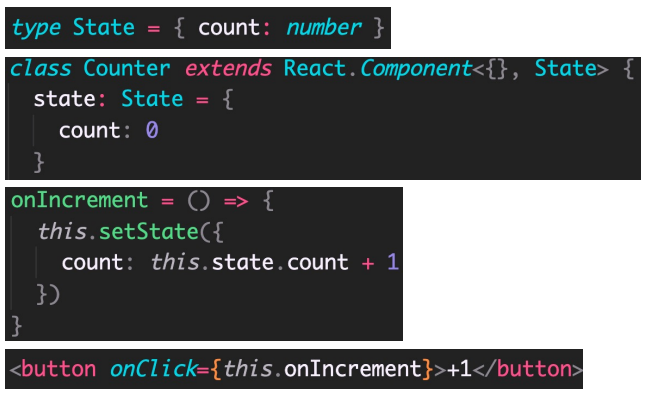 type State = { count: number }
class Counter extends React.Component<{}, State> {
state: State = {
count: 0
}
onIncrement = () => {
this.setState({
count: this.state.count + 1
})
}
<button onClick={this.onIncrement}>+1</button>